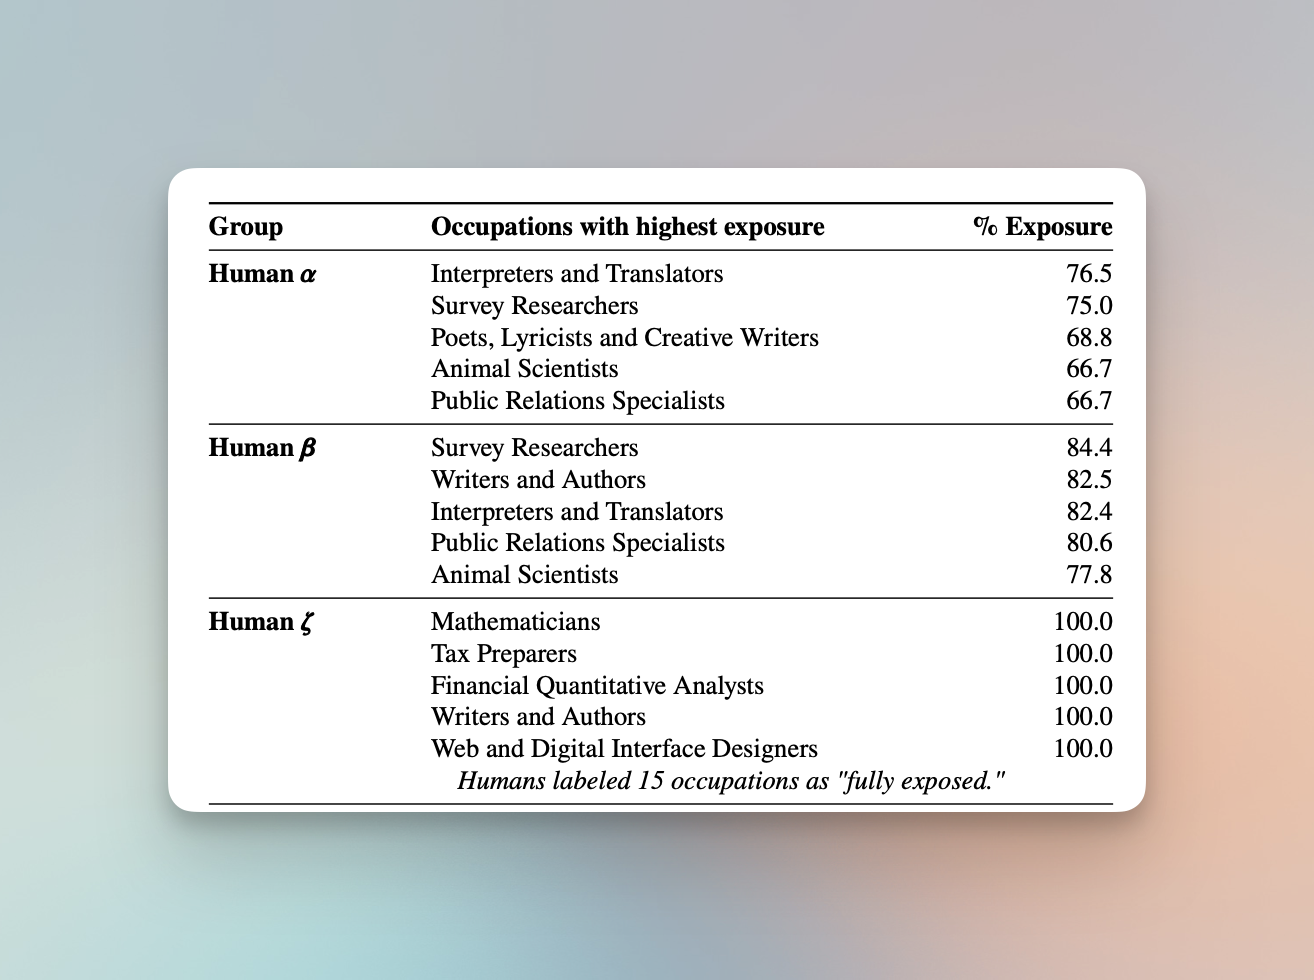 Group Occupations with highest exposure % Exposure
Human α Interpreters and Translators 76.5
Survey Researchers 75.0
Poets, Lyricists and Creative Writers 68.8
Animal Scientists 66.7
Public Relations Specialists 66.7
Human β Survey Researchers 84.4
Writers and Authors 82.5
Interpreters and Translators 82.4
Public Relations Specialists 80.6
Animal Scientists 77.8
Human ζ Mathematicians 100.0
Tax Preparers 100.0
Financial Quantitative Analysts 100.0
Writers and Authors 100.0
Web and Digital Interface Designers 100.0
Humans labeled 15 occupations as "fully exposed."